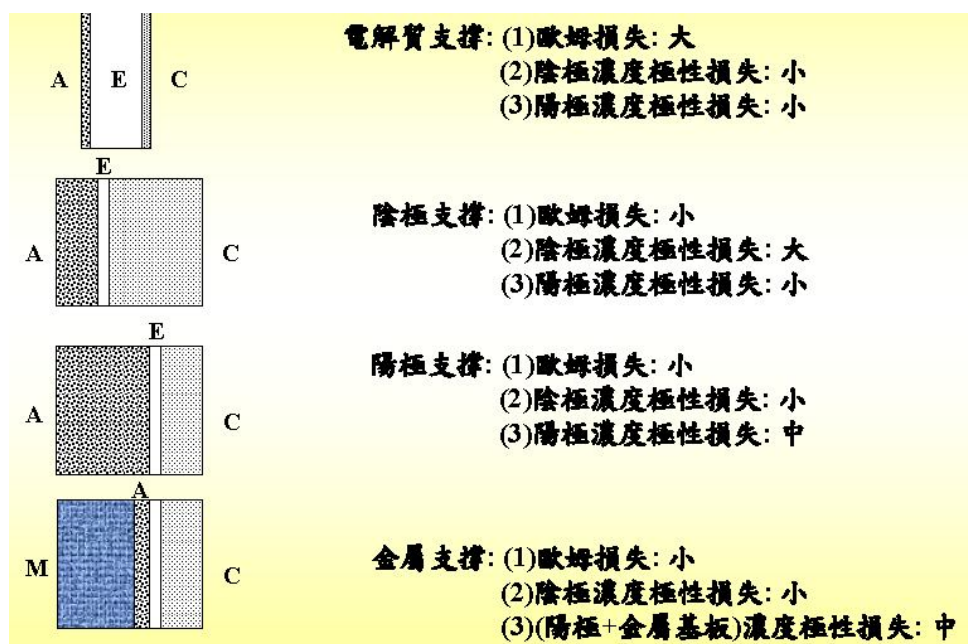 電解質支撐: (1)歐姆損失: 大
(2)陰極濃度極性損失: 小
(3)陽極濃度極性損失: 小
A E C
E
陰極支撐: (1)歐姆損失: 小
(2)陰極濃度極性損失: 大
(3)陽極濃度極性損失: 小
A C
E
陽極支撐: (1)歐姆損失: 小
(2)陰極濃度極性損失: 小
(3)陽極濃度極性損失: 中
A C
A
金屬支撐: (1)歐姆損失: 小
(2)陰極濃度極性損失: 小
(3)(陽極+金屬基板)濃度極性損失: 中
M C